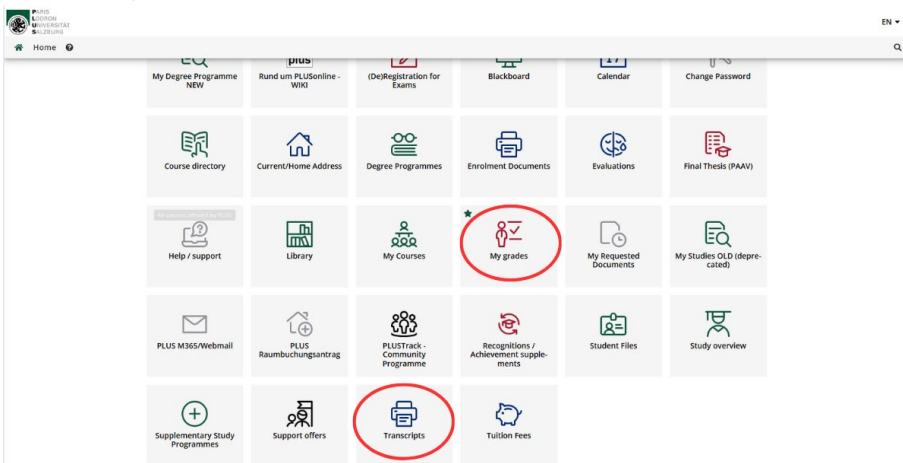 PARIS
LODRON
UNIVERSITÄT
SALZBURG
EN
Home
plus
17
My Degree Programme
NEW
Rund um PLUSonline -
WIKI
(De)Registration for
Exams
Blackboard
Calendar
Change Password
Course directory
Current/Home Address
Degree Programmes
Enrolment Documents
Evaluations
Final Thesis (PAAV)
Help / support
Library
My Courses
My grades
My Requested
Documents
My Studies OLD (depre-
cated)
PLUS M365/Webmail
PLUS
Raumbuchungsantrag
PLUSTrack -
Community
Programme
Recognitions /
Achievement supple-
ments
Student Files
Study overview
Supplementary Study
Programmes
Support offers
Transcripts
Tuition Fees